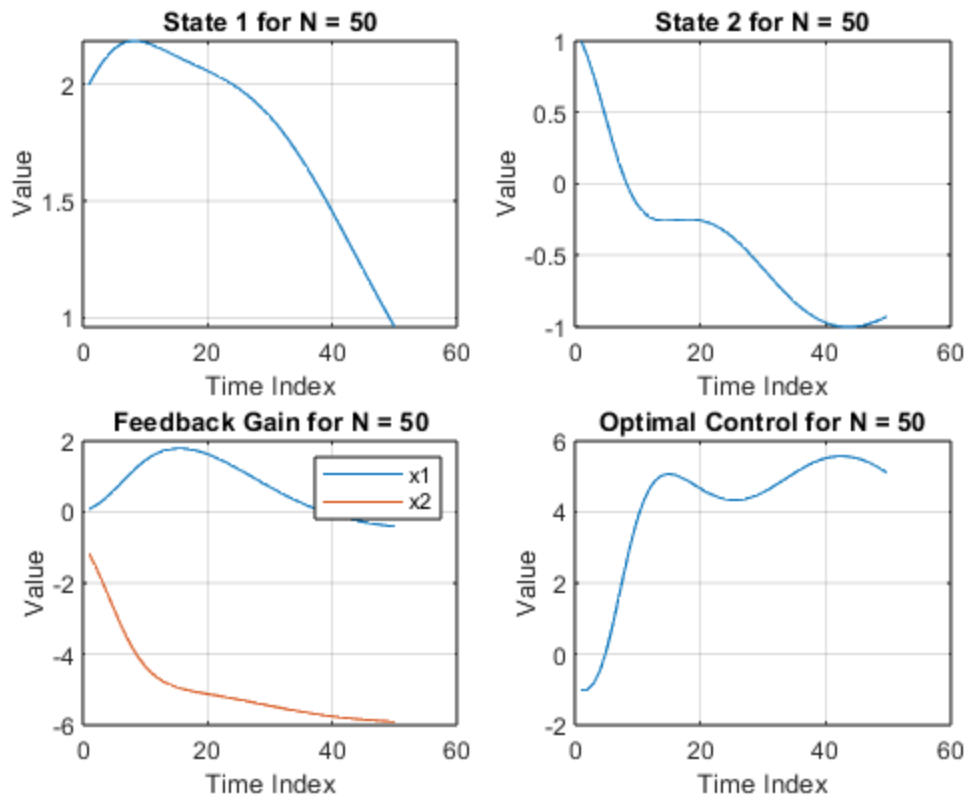 State 1 for N = 50
2
1.5
1
Value
0 20 40 60
Time Index
State 2 for N = 50
1
0.5
0
-0.5
-1
Value
0 20 40 60
Time Index
Feedback Gain for N = 50
2
0
-2
-4
-6
Value
x1
x2
0 20 40 60
Time Index
Optimal Control for N = 50
6
4
2
0
-2
Value
0 20 40 60
Time Index